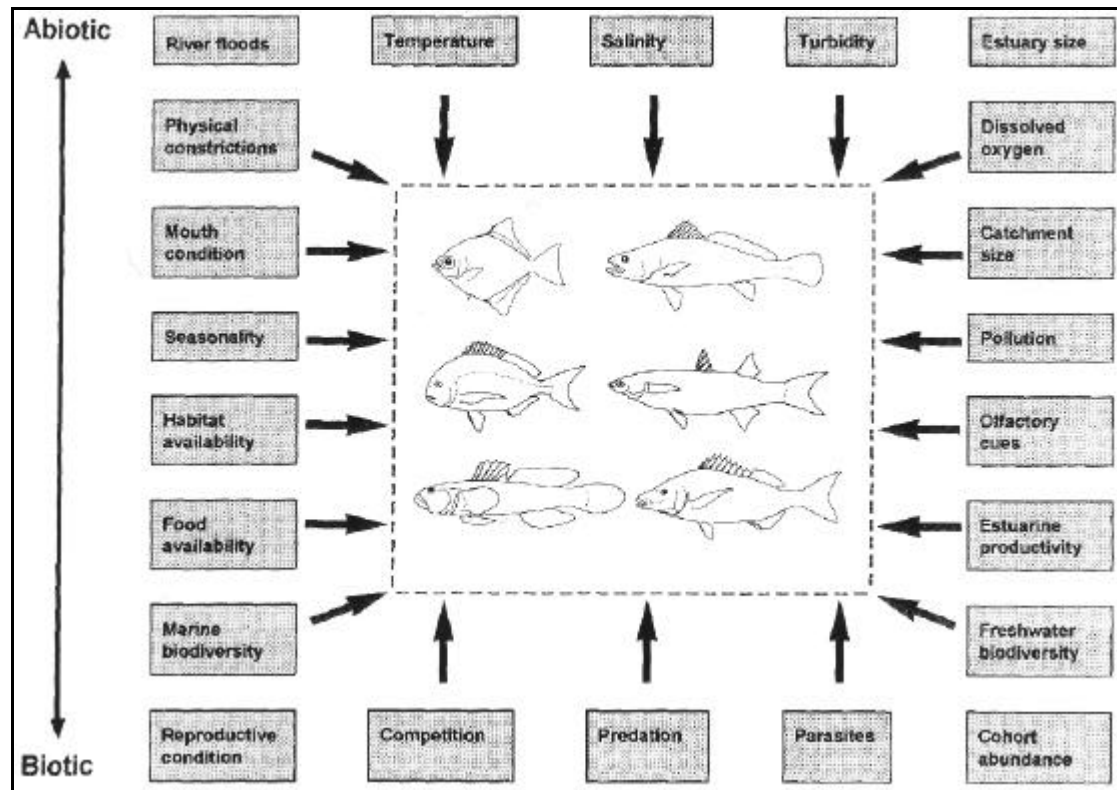 Abiotic
River floods
Temperature
Salinity
Turbidity
Estuary size
Physical
constrictions
Dissolved
oxygen
Mouth
condition
Catchment
size
Seasonality
Pollution
Habitat
availability
Olfactory
cues
Food
availability
Estuarine
productivity
Marine
biodiversity
Freshwater
biodiversity
Reproductive
condition
Competition
Predation
Parasites
Cohort
abundance
Biotic